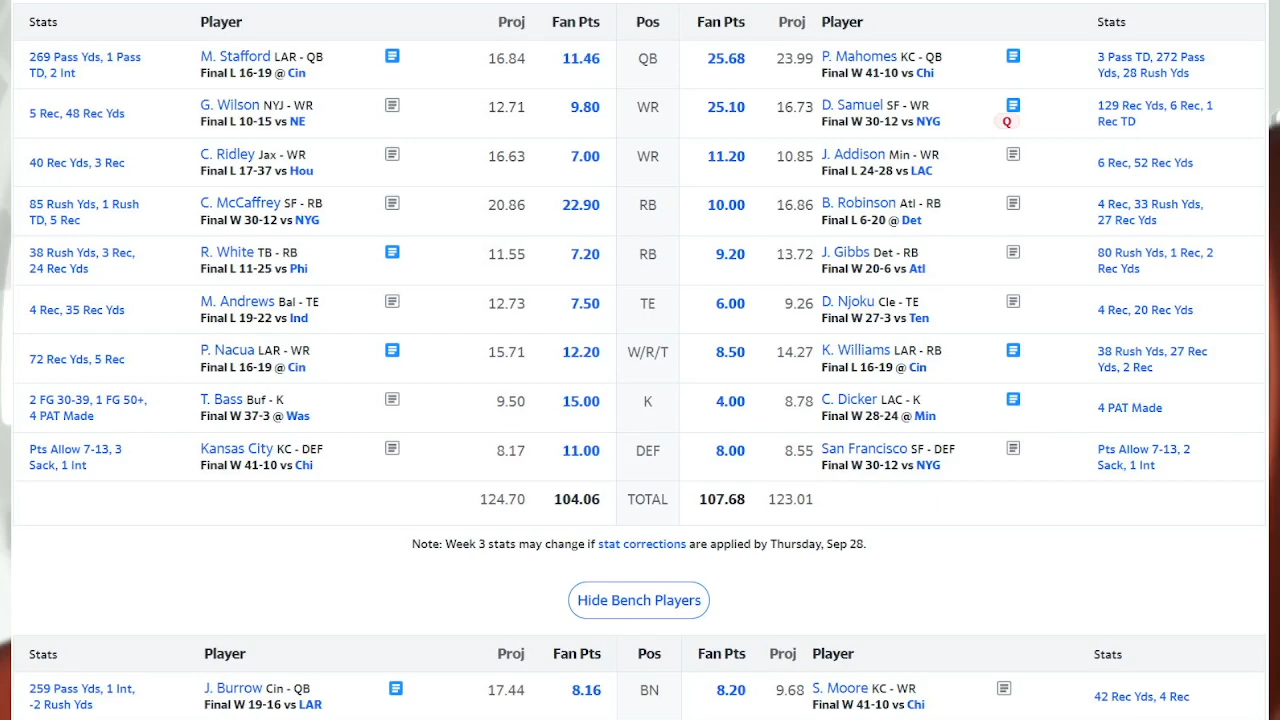 Stats Player Proj Fan Pts Pos Fan Pts Proj Player Stats
269 Pass Yds, 1 Pass M. Stafford LAR - QB 16.84 11.46 QB 25.68 23.99 P. Mahomes KC - QB 3 Pass TD, 272 Pass
TD, 2 Int Final L 16-19 @ Cin Final W 41-10 vs Chi Yds, 28 Rush Yds
5 Rec, 48 Rec Yds G. Wilson NYJ - WR 12.71 9.80 WR 25.10 16.73 D. Samuel SF - WR 129 Rec Yds, 6 Rec, 1
Final L 10-15 vs NE Final W 30-12 vs NYG Q Rec TD
40 Rec Yds, 3 Rec C. Ridley Jax - WR 16.63 7.00 WR 11.20 10.85 J. Addison Min - WR 6 Rec, 52 Rec Yds
Final L 17-37 vs Hou Final L 24-28 vs LAC
85 Rush Yds, 1 Rush C. McCaffrey SF - RB 20.86 22.90 RB 10.00 16.86 B. Robinson Atl - RB 4 Rec, 33 Rush Yds,
TD, 5 Rec Final W 30-12 vs NYG Final L 6-20 @ Det 27 Rec Yds
38 Rush Yds, 3 Rec, R. White TB - RB 11.55 7.20 RB 9.20 13.72 J. Gibbs Det - RB 80 Rush Yds, 1 Rec, 2
24 Rec Yds Final L 11-25 vs Phi Final W 20-6 vs Atl Rec Yds
4 Rec, 35 Rec Yds M. Andrews Bal - TE 12.73 7.50 TE 6.00 9.26 D. Njoku Cle - TE 4 Rec, 20 Rec Yds
Final L 19-22 vs Ind Final W 27-3 vs Ten
72 Rec Yds, 5 Rec P. Nacua LAR - WR 15.71 12.20 W/R/T 8.50 14.27 K. Williams LAR - RB 38 Rush Yds, 27 Rec
Final L 16-19 @ Cin Final L 16-19 @ Cin Yds, 2 Rec
2 FG 30-39, 1 FG 50+, T. Bass Buf - K 9.50 15.00 K 4.00 8.78 C. Dicker LAC - K 4 PAT Made
4 PAT Made Final W 37-3 @ Was Final W 28-24 @ Min
Pts Allow 7-13, 3 Kansas City KC - DEF 8.17 11.00 DEF 8.00 8.55 San Francisco SF - DEF Pts Allow 7-13, 2
Sack, 1 Int Final W 41-10 vs Chi Final W 30-12 vs NYG Sack, 1 Int
124.70 104.06 TOTAL 107.68 123.01
Note: Week 3 stats may change if stat corrections are applied by Thursday, Sep 28.
Hide Bench Players
Stats Player Proj Fan Pts Pos Fan Pts Proj Player Stats
259 Pass Yds, 1 Int, J. Burrow Cin - QB 17.44 8.16 BN 8.20 9.68 S. Moore KC - WR 42 Rec Yds, 4 Rec
-2 Rush Yds Final W 19-16 vs LAR Final W 41-10 vs Chi